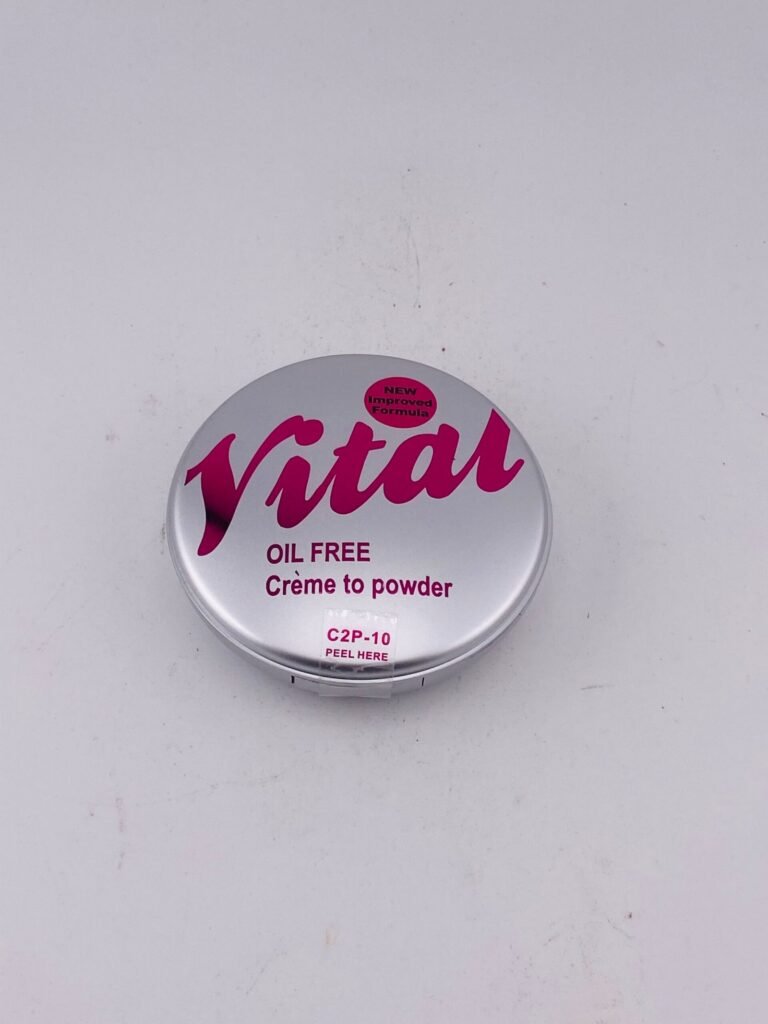 NEW
Improved
Formula
Vital
OIL FREE
Crème to powder
C2P-10
PEEL HERE